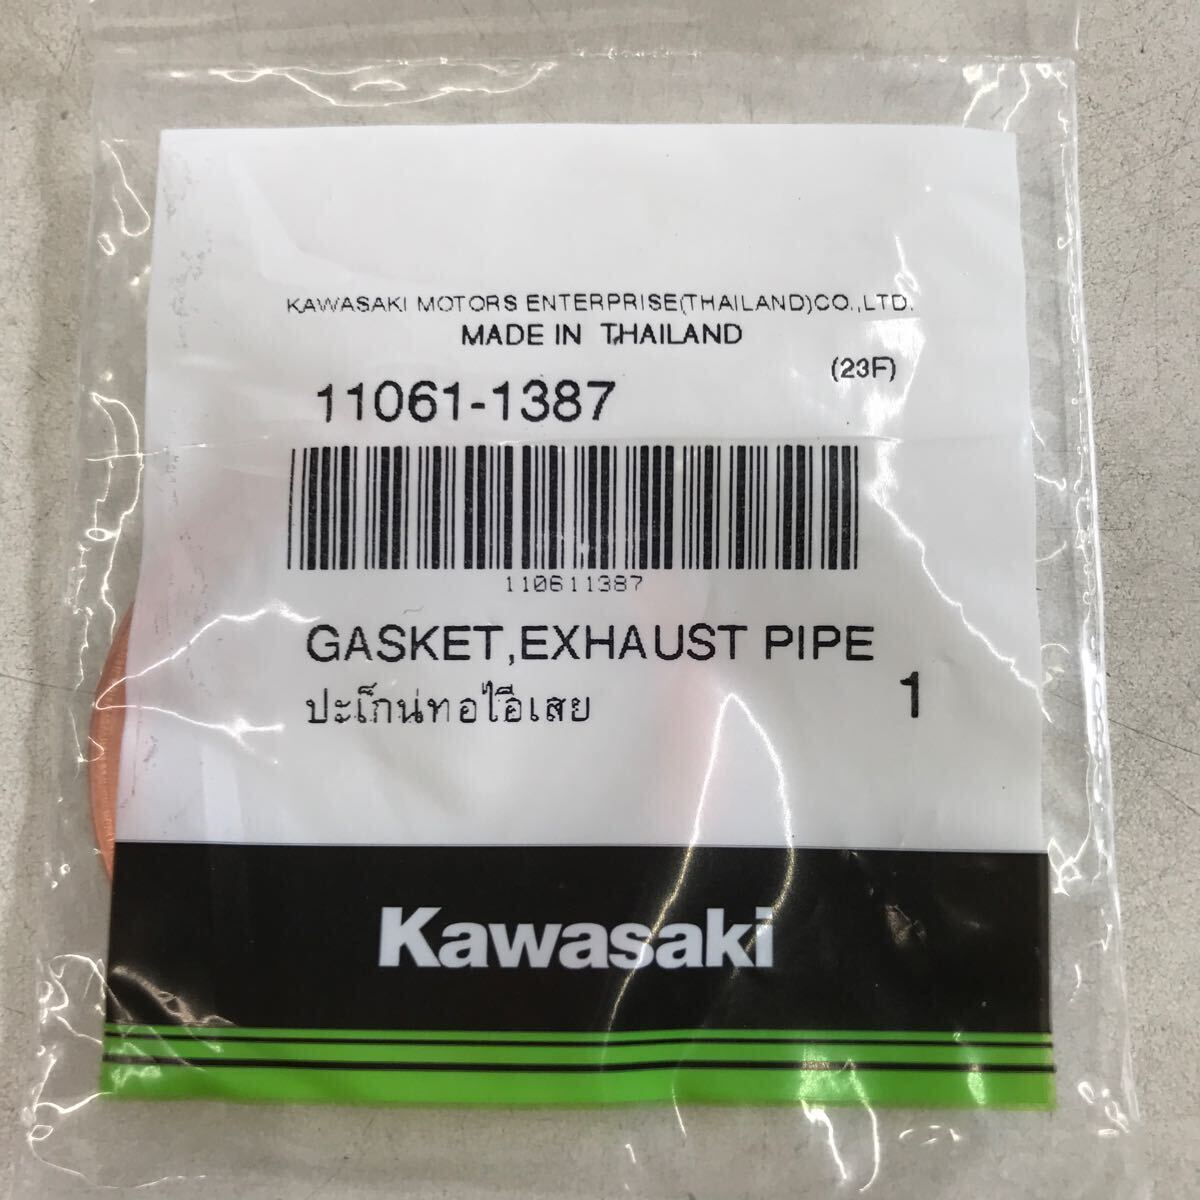 KAWASAKI MOTORS ENTERPRISE(THAILAND)CO.,LTD.
MADE IN THAILAND
(23F)
11061-1387
110611387
GASKET,EXHAUST PIPE
ปะเก็นท่อไอเสีย
1
Kawasaki